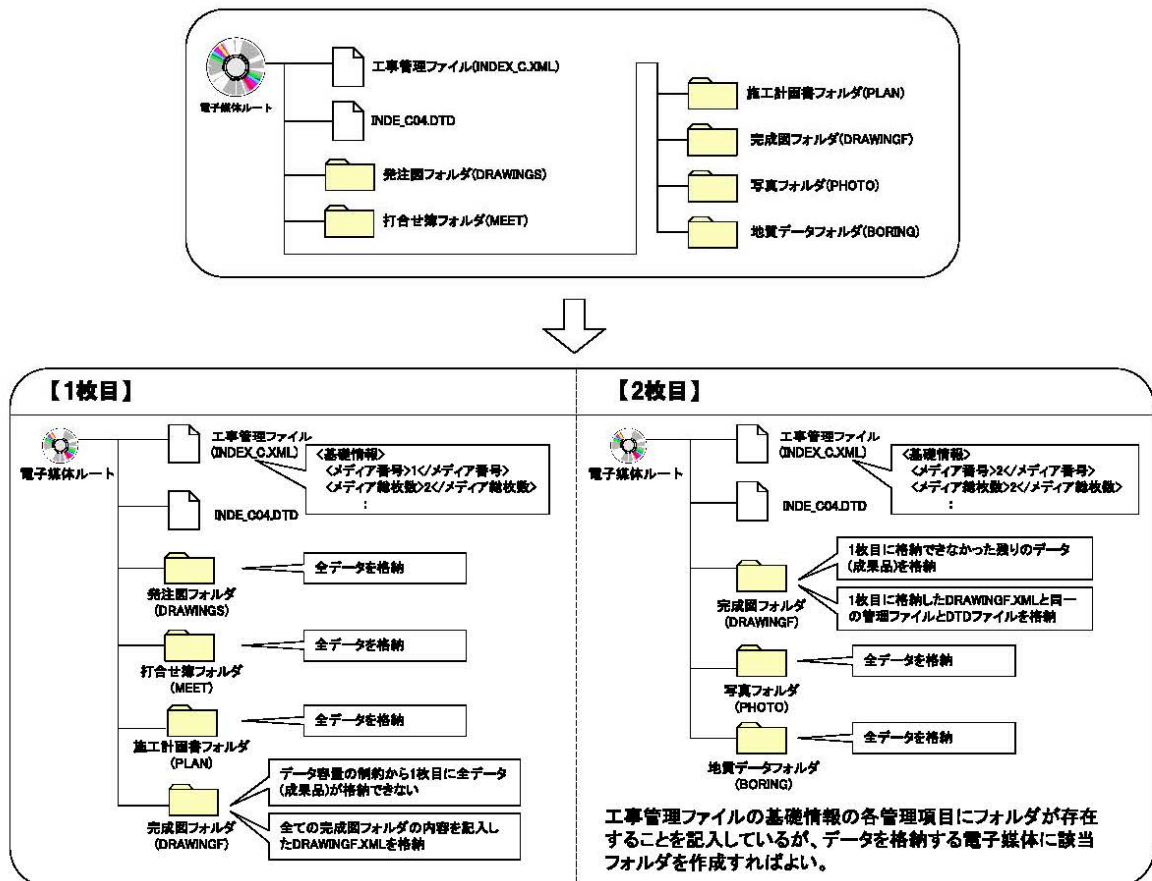 電子媒体ルート
工事管理ファイル(INDEX_C.XML)
INDE_C04.DTD
発注図フォルダ(DRAWINGS)
打合せ簿フォルダ(MEET)
施工計画書フォルダ(PLAN)
完成図フォルダ(DRAWINGF)
写真フォルダ(PHOTO)
地質データフォルダ(BORING)
【1枚目】
電子媒体ルート
工事管理ファイル
(INDEX_C.XML)
<基礎情報>
<メディア番号>1</メディア番号>
<メディア総枚数>2</メディア総枚数>
:
INDE_C04.DTD
発注図フォルダ
(DRAWINGS)
全データを格納
打合せ簿フォルダ
(MEET)
全データを格納
施工計画書フォルダ
(PLAN)
全データを格納
完成図フォルダ
(DRAWINGF)
データ容量の制約から1枚目に全データ
(成果品)が格納できない
全ての完成図フォルダの内容を記入し
たDRAWINGF.XMLを格納
【2枚目】
電子媒体ルート
工事管理ファイル
(INDEX_C.XML)
<基礎情報>
<メディア番号>2</メディア番号>
<メディア総枚数>2</メディア総枚数>
:
INDE_C04.DTD
完成図フォルダ
(DRAWINGF)
1枚目に格納できなかった残りのデータ
(成果品)を格納
1枚目に格納したDRAWINGF.XMLと同一
の管理ファイルとDTDファイルを格納
写真フォルダ
(PHOTO)
全データを格納
地質データフォルダ
(BORING)
全データを格納
工事管理ファイルの基礎情報の各管理項目にフォルダが存在
することを記入しているが、データを格納する電子媒体に該当
フォルダを作成すればよい。